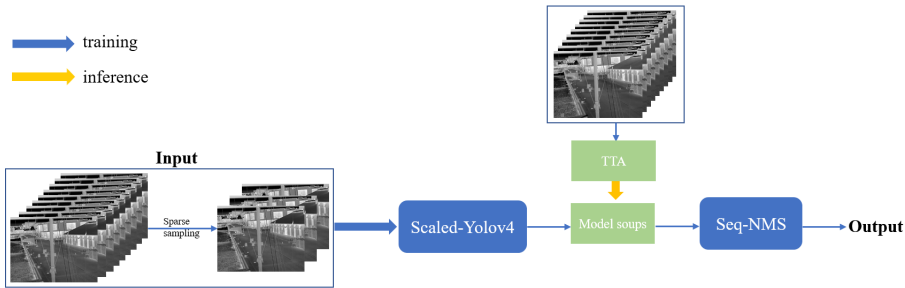 training
inference
Input
Sparse
sampling
Scaled-Yolov4
TTA
Model soups
Seq-NMS
Output